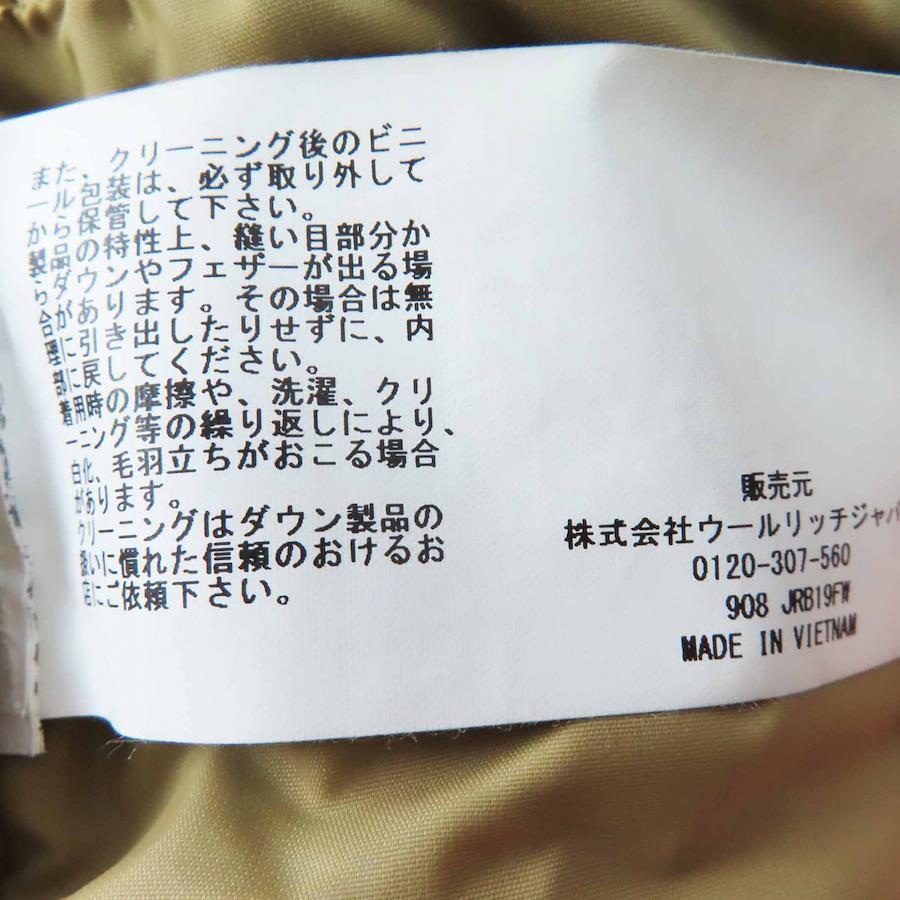 また、クリーニング後のビニ
ール包装は、必ず取り外して
から保管して下さい。
製品の特性上、縫い目部分か
らダウンやフェザーが出る場
合があります。その場合は無
理に引き出したりせずに、内
部に戻してください。
着用時の摩擦や、洗濯、クリ
ーニング等の繰り返しにより、
白化、毛羽立ちがおこる場合
があります。
クリーニングはダウン製品の
扱いに慣れた信頼のおけるお
店にご依頼下さい。
販売元
株式会社ウールリッチジャパ
0120-307-560
908 JRB19FW
MADE IN VIETNAM